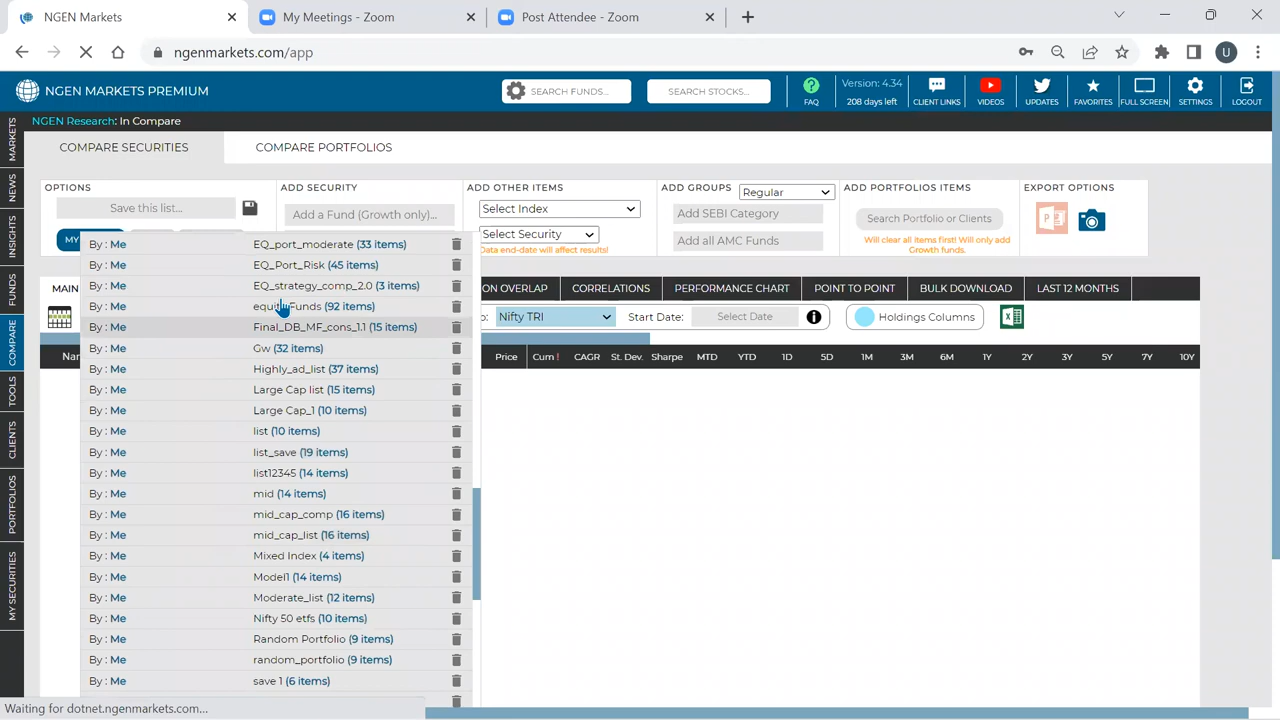 NGEN Markets
My Meetings - Zoom
Post Attendee - Zoom
ngenmarkets.com/app
U
NGEN MARKETS PREMIUM
SEARCH FUNDS...
SEARCH STOCKS...
FAQ
Version: 4.34
208 days left
CLIENT LINKS
VIDEOS
UPDATES
FAVORITES
FULL SCREEN
SETTINGS
LOGOUT
NGEN Research: In Compare
MARKETS
NEWS
INSIGHTS
FUNDS
COMPARE
TOOLS
CLIENTS
PORTFOLIOS
MY SECURITIES
COMPARE SECURITIES
COMPARE PORTFOLIOS
OPTIONS
Save this list...
MY
ADD SECURITY
Add a Fund (Growth only)...
ADD OTHER ITEMS
Select Index
Select Security
Data end-date will affect results!
ADD GROUPS
Regular
Add SEBI Category
Add all AMC Funds
ADD PORTFOLIOS ITEMS
Search Portfolio or Clients
Will clear all items first! Will only add
Growth funds.
EXPORT OPTIONS
MAIN
ON OVERLAP
CORRELATIONS
PERFORMANCE CHART
POINT TO POINT
BULK DOWNLOAD
LAST 12 MONTHS
o:
Nifty TRI
Start Date:
Select Date
Holdings Columns
Nam
Price
Cum !
CAGR
St. Dev.
Sharpe
MTD
YTD
1D
5D
1M
3M
6M
1Y
2Y
3Y
5Y
7Y
10Y
By : Me EQ_port_moderate (33 items)
By : Me EQ_Port_Risk (45 items)
By : Me EQ_strategy_comp_2.0 (3 items)
By : Me equity Funds (92 items)
By : Me Final_DB_MF_cons_1.1 (15 items)
By : Me Gw (32 items)
By : Me Highly_ad_list (37 items)
By : Me Large Cap list (15 items)
By : Me Large Cap_1 (10 items)
By : Me list (10 items)
By : Me list_save (19 items)
By : Me list12345 (14 items)
By : Me mid (14 items)
By : Me mid_cap_comp (16 items)
By : Me mid_cap_list (16 items)
By : Me Mixed Index (4 items)
By : Me Model1 (14 items)
By : Me Moderate_list (12 items)
By : Me Nifty 50 etfs (10 items)
By : Me Random Portfolio (9 items)
By : Me random_portfolio (9 items)
By : Me save 1 (6 items)
Waiting for dotnet.ngenmarkets.com...